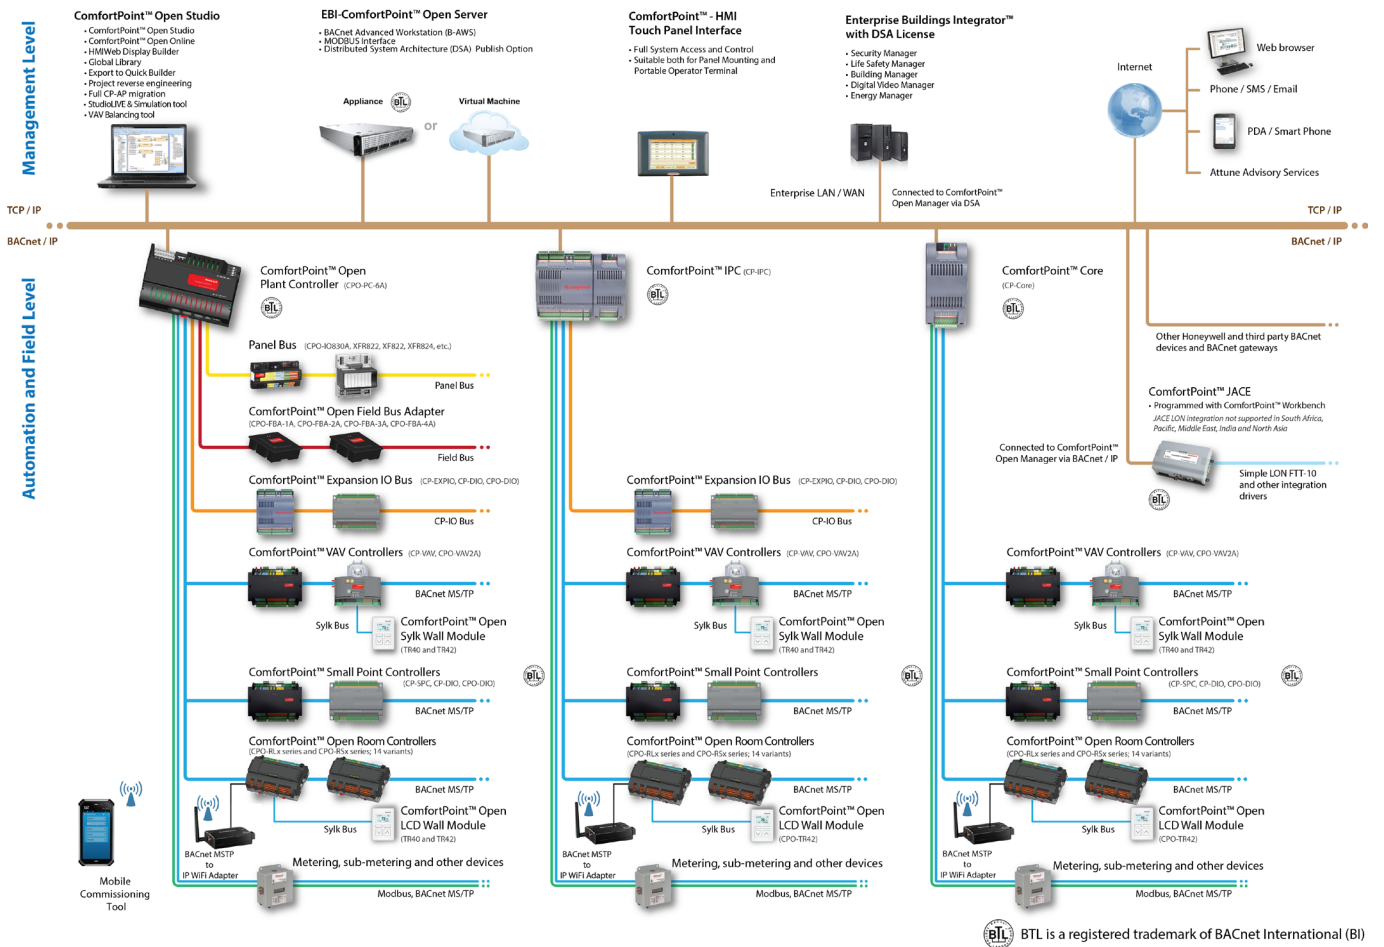 Management Level
ComfortPoint™ Open Studio
• ComfortPoint™ Open Studio
• ComfortPoint™ Open Online
• HMIWeb Display Builder
• Global Library
• Export to Quick Builder
• Project reverse engineering
• Full CP-AP migration
• StudioLIVE & Simulation tool
• VAV Balancing tool
EBI-ComfortPoint™ Open Server
• BACnet Advanced Workstation (B-AWS)
• MODBUS Interface
• Distributed System Architecture (DSA) Publish Option
Appliance
BTL
or
Virtual Machine
ComfortPoint™ - HMI
Touch Panel Interface
• Full System Access and Control
• Suitable both for Panel Mounting and
Portable Operator Terminal
Enterprise Buildings Integrator™
with DSA License
• Security Manager
• Life Safety Manager
• Building Manager
• Digital Video Manager
• Energy Manager
Enterprise LAN / WAN
Connected to ComfortPoint™
Open Manager via DSA
Internet
Web browser
Phone / SMS / Email
PDA / Smart Phone
Attune Advisory Services
TCP / IP
TCP / IP
BACnet / IP
BACnet / IP
Automation and Field Level
ComfortPoint™ Open
Plant Controller (CPO-PC-6A)
BTL
Panel Bus (CPO-IO830A, XFR822, XF822, XFR824, etc.)
Panel Bus
ComfortPoint™ Open Field Bus Adapter
(CPO-FBA-1A, CPO-FBA-2A, CPO-FBA-3A, CPO-FBA-4A)
Field Bus
ComfortPoint™ Expansion IO Bus (CP-EXPIO, CP-DIO, CPO-DIO)
CP-IO Bus
ComfortPoint™ VAV Controllers (CP-VAV, CPO-VAV2A)
BACnet MS/TP
Sylk Bus
ComfortPoint™ Open
Sylk Wall Module
(TR40 and TR42)
ComfortPoint™ Small Point Controllers
(CP-SPC, CP-DIO, CPO-DIO)
BTL
BACnet MS/TP
ComfortPoint™ Open Room Controllers
(CPO-RLx series and CPO-RSx series; 14 variants)
BACnet MS/TP
Sylk Bus
ComfortPoint™ Open
LCD Wall Module
(TR40 and TR42)
BACnet MSTP
to
IP WiFi Adapter
Metering, sub-metering and other devices
Modbus, BACnet MS/TP
Mobile
Commissioning
Tool
ComfortPoint™ IPC (CP-IPC)
BTL
Honeywell
ComfortPoint™ Expansion IO Bus (CP-EXPIO, CP-DIO, CPO-DIO)
CP-IO Bus
ComfortPoint™ VAV Controllers (CP-VAV, CPO-VAV2A)
BACnet MS/TP
Sylk Bus
ComfortPoint™ Open
Sylk Wall Module
(TR40 and TR42)
ComfortPoint™ Small Point Controllers
BTL
BACnet MS/TP
ComfortPoint™ Open Room Controllers
(CPO-RLx series and CPO-RSx series; 14 variants)
BACnet MS/TP
Sylk Bus
ComfortPoint™ Open
LCD Wall Module
(CPO-TR42)
BACnet MSTP
to
IP WiFi Adapter
Metering, sub-metering and other devices
Modbus, BACnet MS/TP
ComfortPoint™ Core
(CP-Core)
BTL
ComfortPoint™ VAV Controllers (CP-VAV, CPO-VAV2A)
BACnet MS/TP
Sylk Bus
ComfortPoint™ Open
Sylk Wall Module
(TR40 and TR42)
ComfortPoint™ Small Point Controllers
(CP-SPC, CP-DIO, CPO-DIO)
BTL
BACnet MS/TP
ComfortPoint™ Open Room Controllers
(CPO-RLx series and CPO-RSx series; 14 variants)
BACnet MS/TP
Sylk Bus
ComfortPoint™ Open
LCD Wall Module
(CPO-TR42)
BACnet MSTP
to
IP WiFi Adapter
Metering, sub-metering and other devices
Modbus, BACnet MS/TP
Other Honeywell and third party BACnet
devices and BACnet gateways
ComfortPoint™ JACE
• Programmed with ComfortPoint™ Workbench
JACE LON integration not supported in South Africa,
Pacific, Middle East, India and North Asia
Connected to ComfortPoint™
Open Manager via BACnet / IP
BTL
Simple LON FTT-10
and other integration
drivers
BTL BTL is a registered trademark of BACnet International (BI)